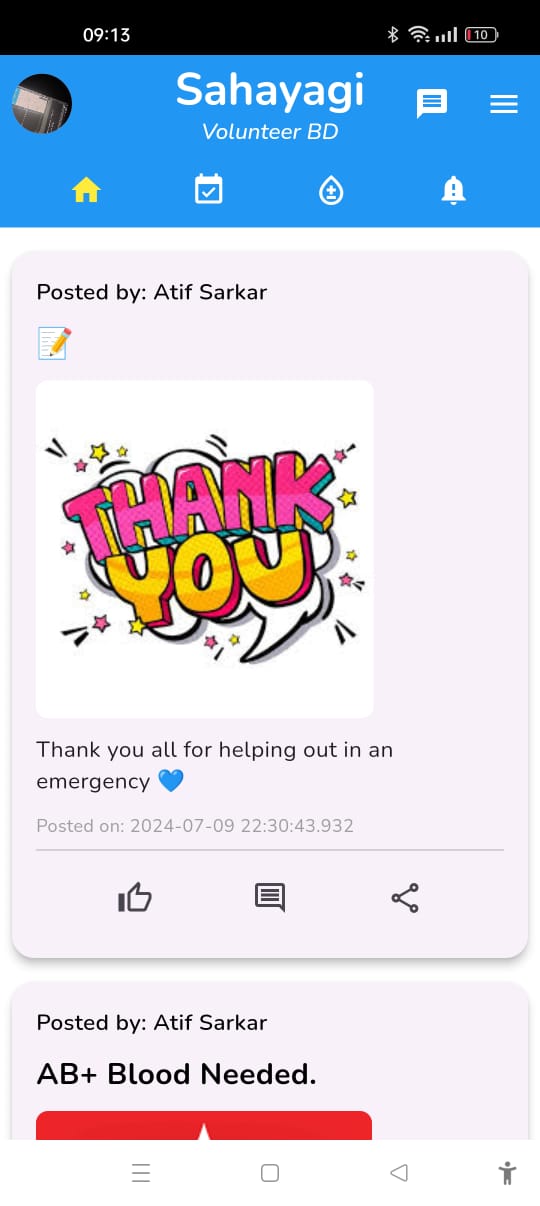 09:13
10
Sahayagi
Volunteer BD
Posted by: Atif Sarkar
📝
THANK
YOU
Thank you all for helping out in an
emergency 💙
Posted on: 2024-07-09 22:30:43.932
Posted by: Atif Sarkar
AB+ Blood Needed.